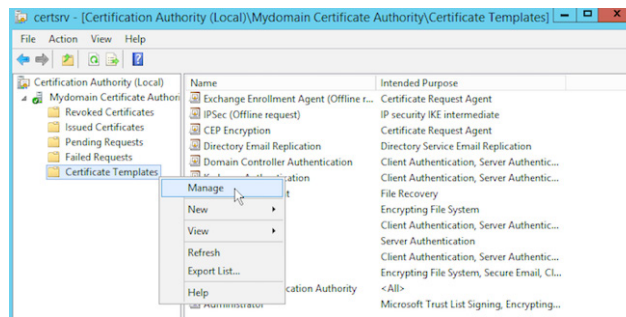 certsrv - [Certification Authority (Local)\Mydomain Certificate Authority\Certificate Templates]
File Action View Help
Certification Authority (Local)
Mydomain Certificate Authori
Revoked Certificates
Issued Certificates
Pending Requests
Failed Requests
Certificate Templates
Name Intended Purpose
Exchange Enrollment Agent (Offline r... Certificate Request Agent
IPSec (Offline request) IP security IKE intermediate
CEP Encryption Certificate Request Agent
Directory Email Replication Directory Service Email Replication
Domain Controller Authentication Client Authentication, Server Authentic...
Client Authentication, Server Authentic...
File Recovery
Encrypting File System
Client Authentication, Server Authentic...
Server Authentication
Client Authentication, Server Authentic...
Encrypting File System, Secure Email, Cl...
cation Authority <All>
Administrator Microsoft Trust List Signing, Encrypting...
Manage
New
View
Refresh
Export List...
Help